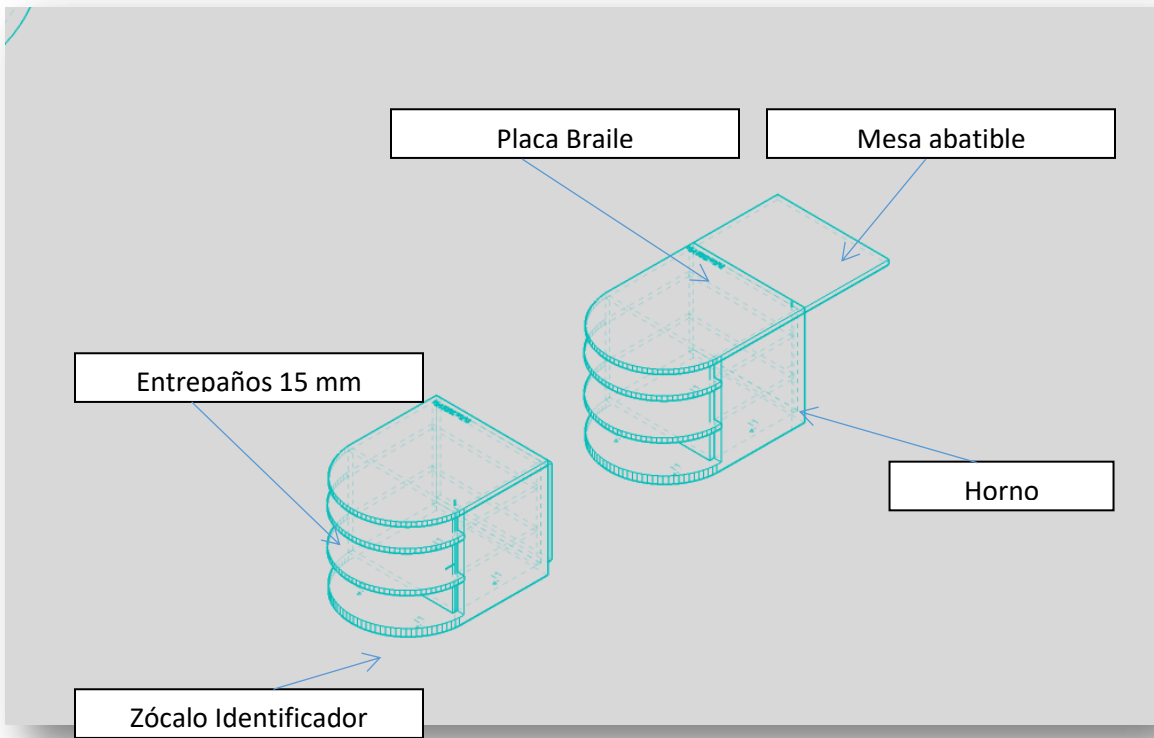 Placa Braile
Mesa abatible
Entrepaños 15 mm
Horno
Zócalo Identificador